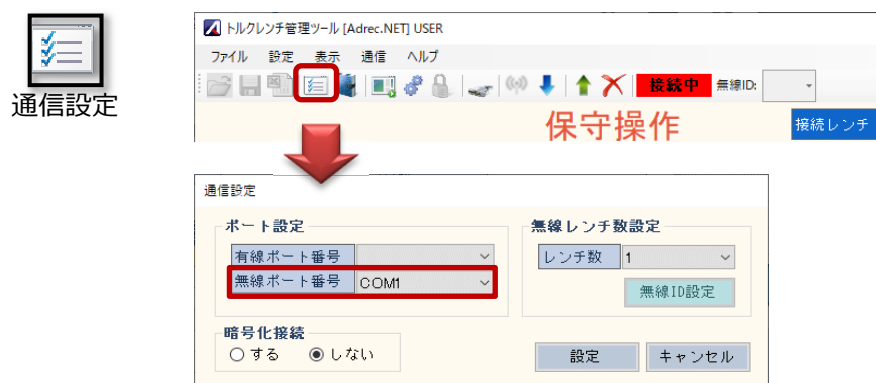 通信設定
トルクレンチ管理ツール [Adrec.NET] USER
ファイル 設定 表示 通信 ヘルプ
接続中 無線ID:
保守操作
接続レンチ
通信設定
ポート設定
有線ポート番号
無線ポート番号 COM1
無線レンチ数設定
レンチ数 1
無線ID設定
暗号化接続
する しない
設定 キャンセル